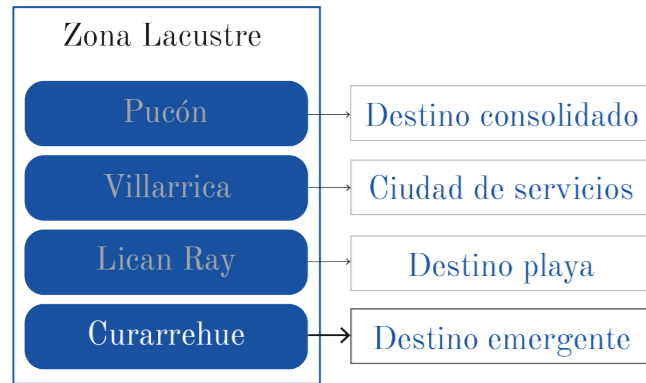 Zona Lacustre
Pucón
Destino consolidado
Villarrica
Ciudad de servicios
Lican Ray
Destino playa
Curarrehue
Destino emergente